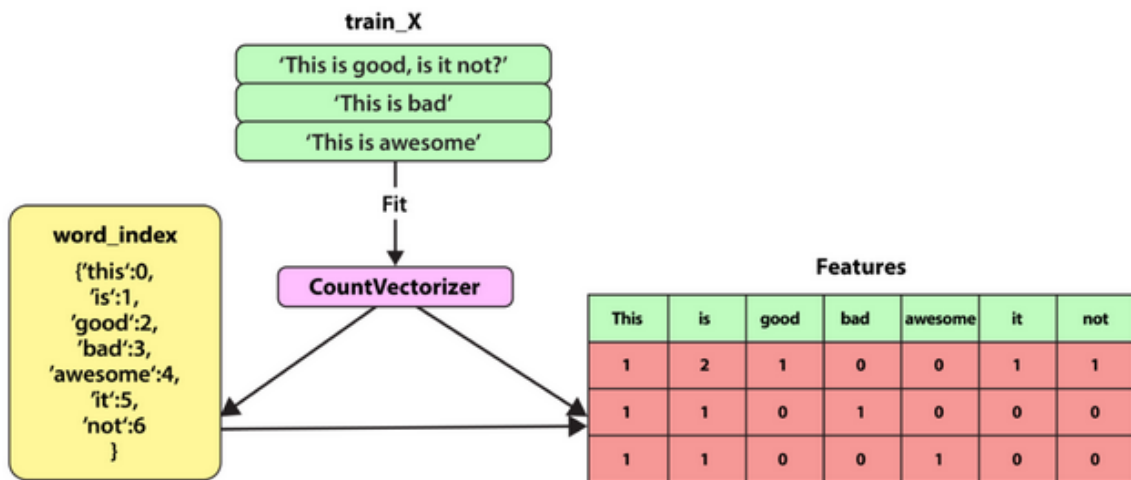 train_X
‘This is good, is it not?’
‘This is bad’
‘This is awesome’
Fit
CountVectorizer
word_index
{‘this’:0,
’is’:1,
’good’:2,
’bad’:3,
’awesome’:4,
’it’:5,
’not’:6
}
Features
This is good bad awesome it not
1 2 1 0 0 1 1
1 1 0 1 0 0 0
1 1 0 0 1 0 0